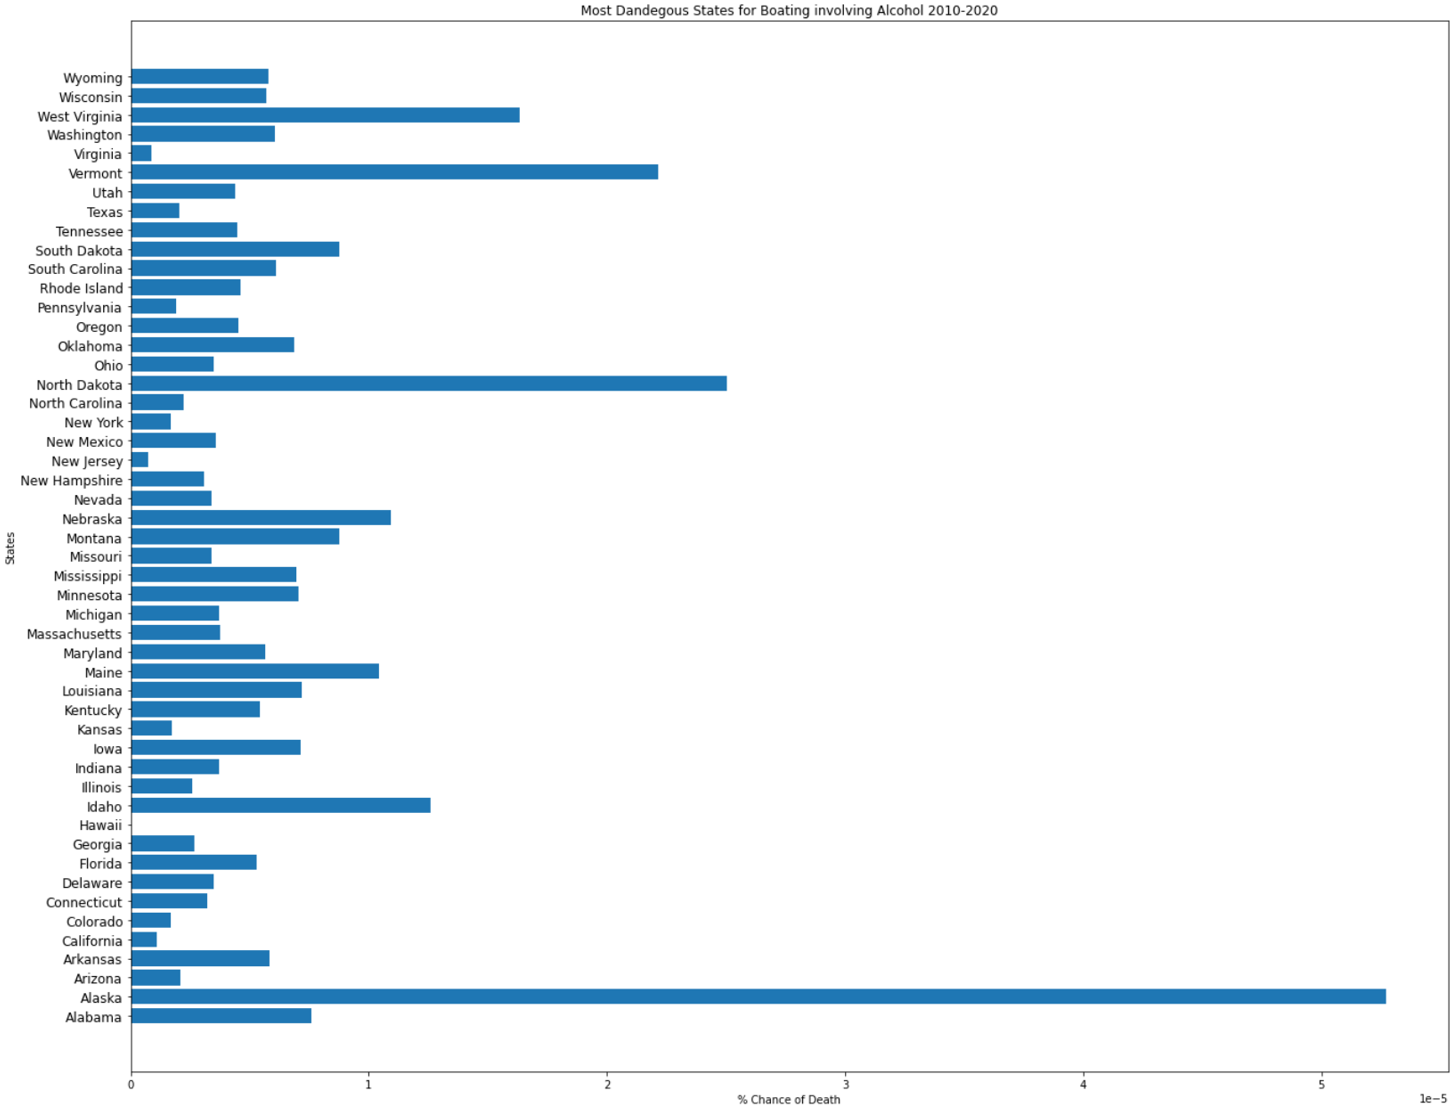 Most Dandegous States for Boating involving Alcohol 2010-2020
Wyoming
Wisconsin
West Virginia
Washington
Virginia
Vermont
Utah
Texas
Tennessee
South Dakota
South Carolina
Rhode Island
Pennsylvania
Oregon
Oklahoma
Ohio
North Dakota
North Carolina
New York
New Mexico
New Jersey
New Hampshire
Nevada
Nebraska
Montana
Missouri
Mississippi
Minnesota
Michigan
Massachusetts
Maryland
Maine
Louisiana
Kentucky
Kansas
Iowa
Indiana
Illinois
Idaho
Hawaii
Georgia
Florida
Delaware
Connecticut
Colorado
California
Arkansas
Arizona
Alaska
Alabama
States
0 1 2 3 4 5
% Chance of Death
1e−5